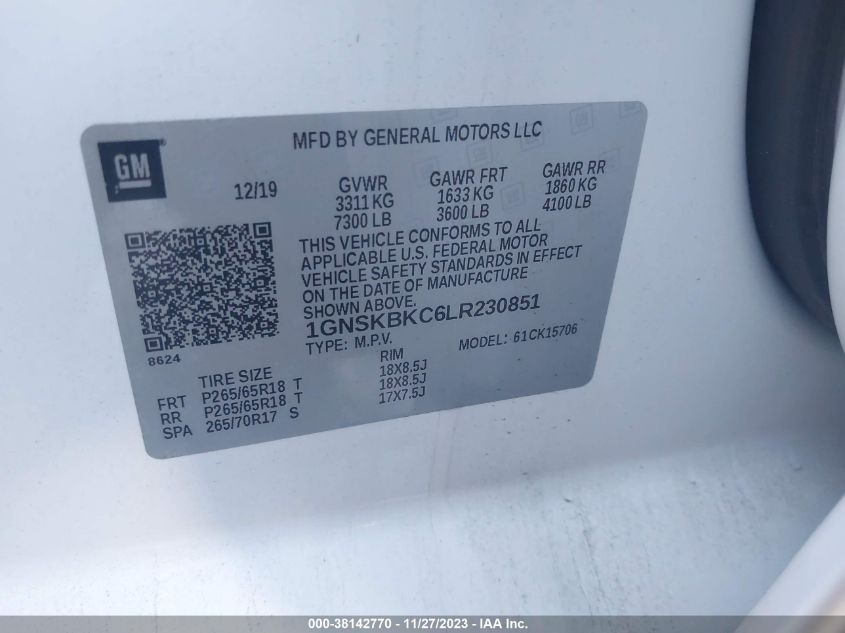 MFD BY GENERAL MOTORS LLC
GM
12/19
GVWR GAWR FRT GAWR RR
3311 KG 1633 KG 1860 KG
7300 LB 3600 LB 4100 LB
THIS VEHICLE CONFORMS TO ALL
APPLICABLE U.S. FEDERAL MOTOR
VEHICLE SAFETY STANDARDS IN EFFECT
ON THE DATE OF MANUFACTURE
SHOWN ABOVE.
1GNSKBKC6LR230851
8624
TYPE: M.P.V. MODEL: 61CK15706
TIRE SIZE RIM
FRT P265/65R18 T 18X8.5J
RR P265/65R18 T 18X8.5J
SPA 265/70R17 S 17X7.5J
000-38142770 - 11/27/2023 - IAA Inc.